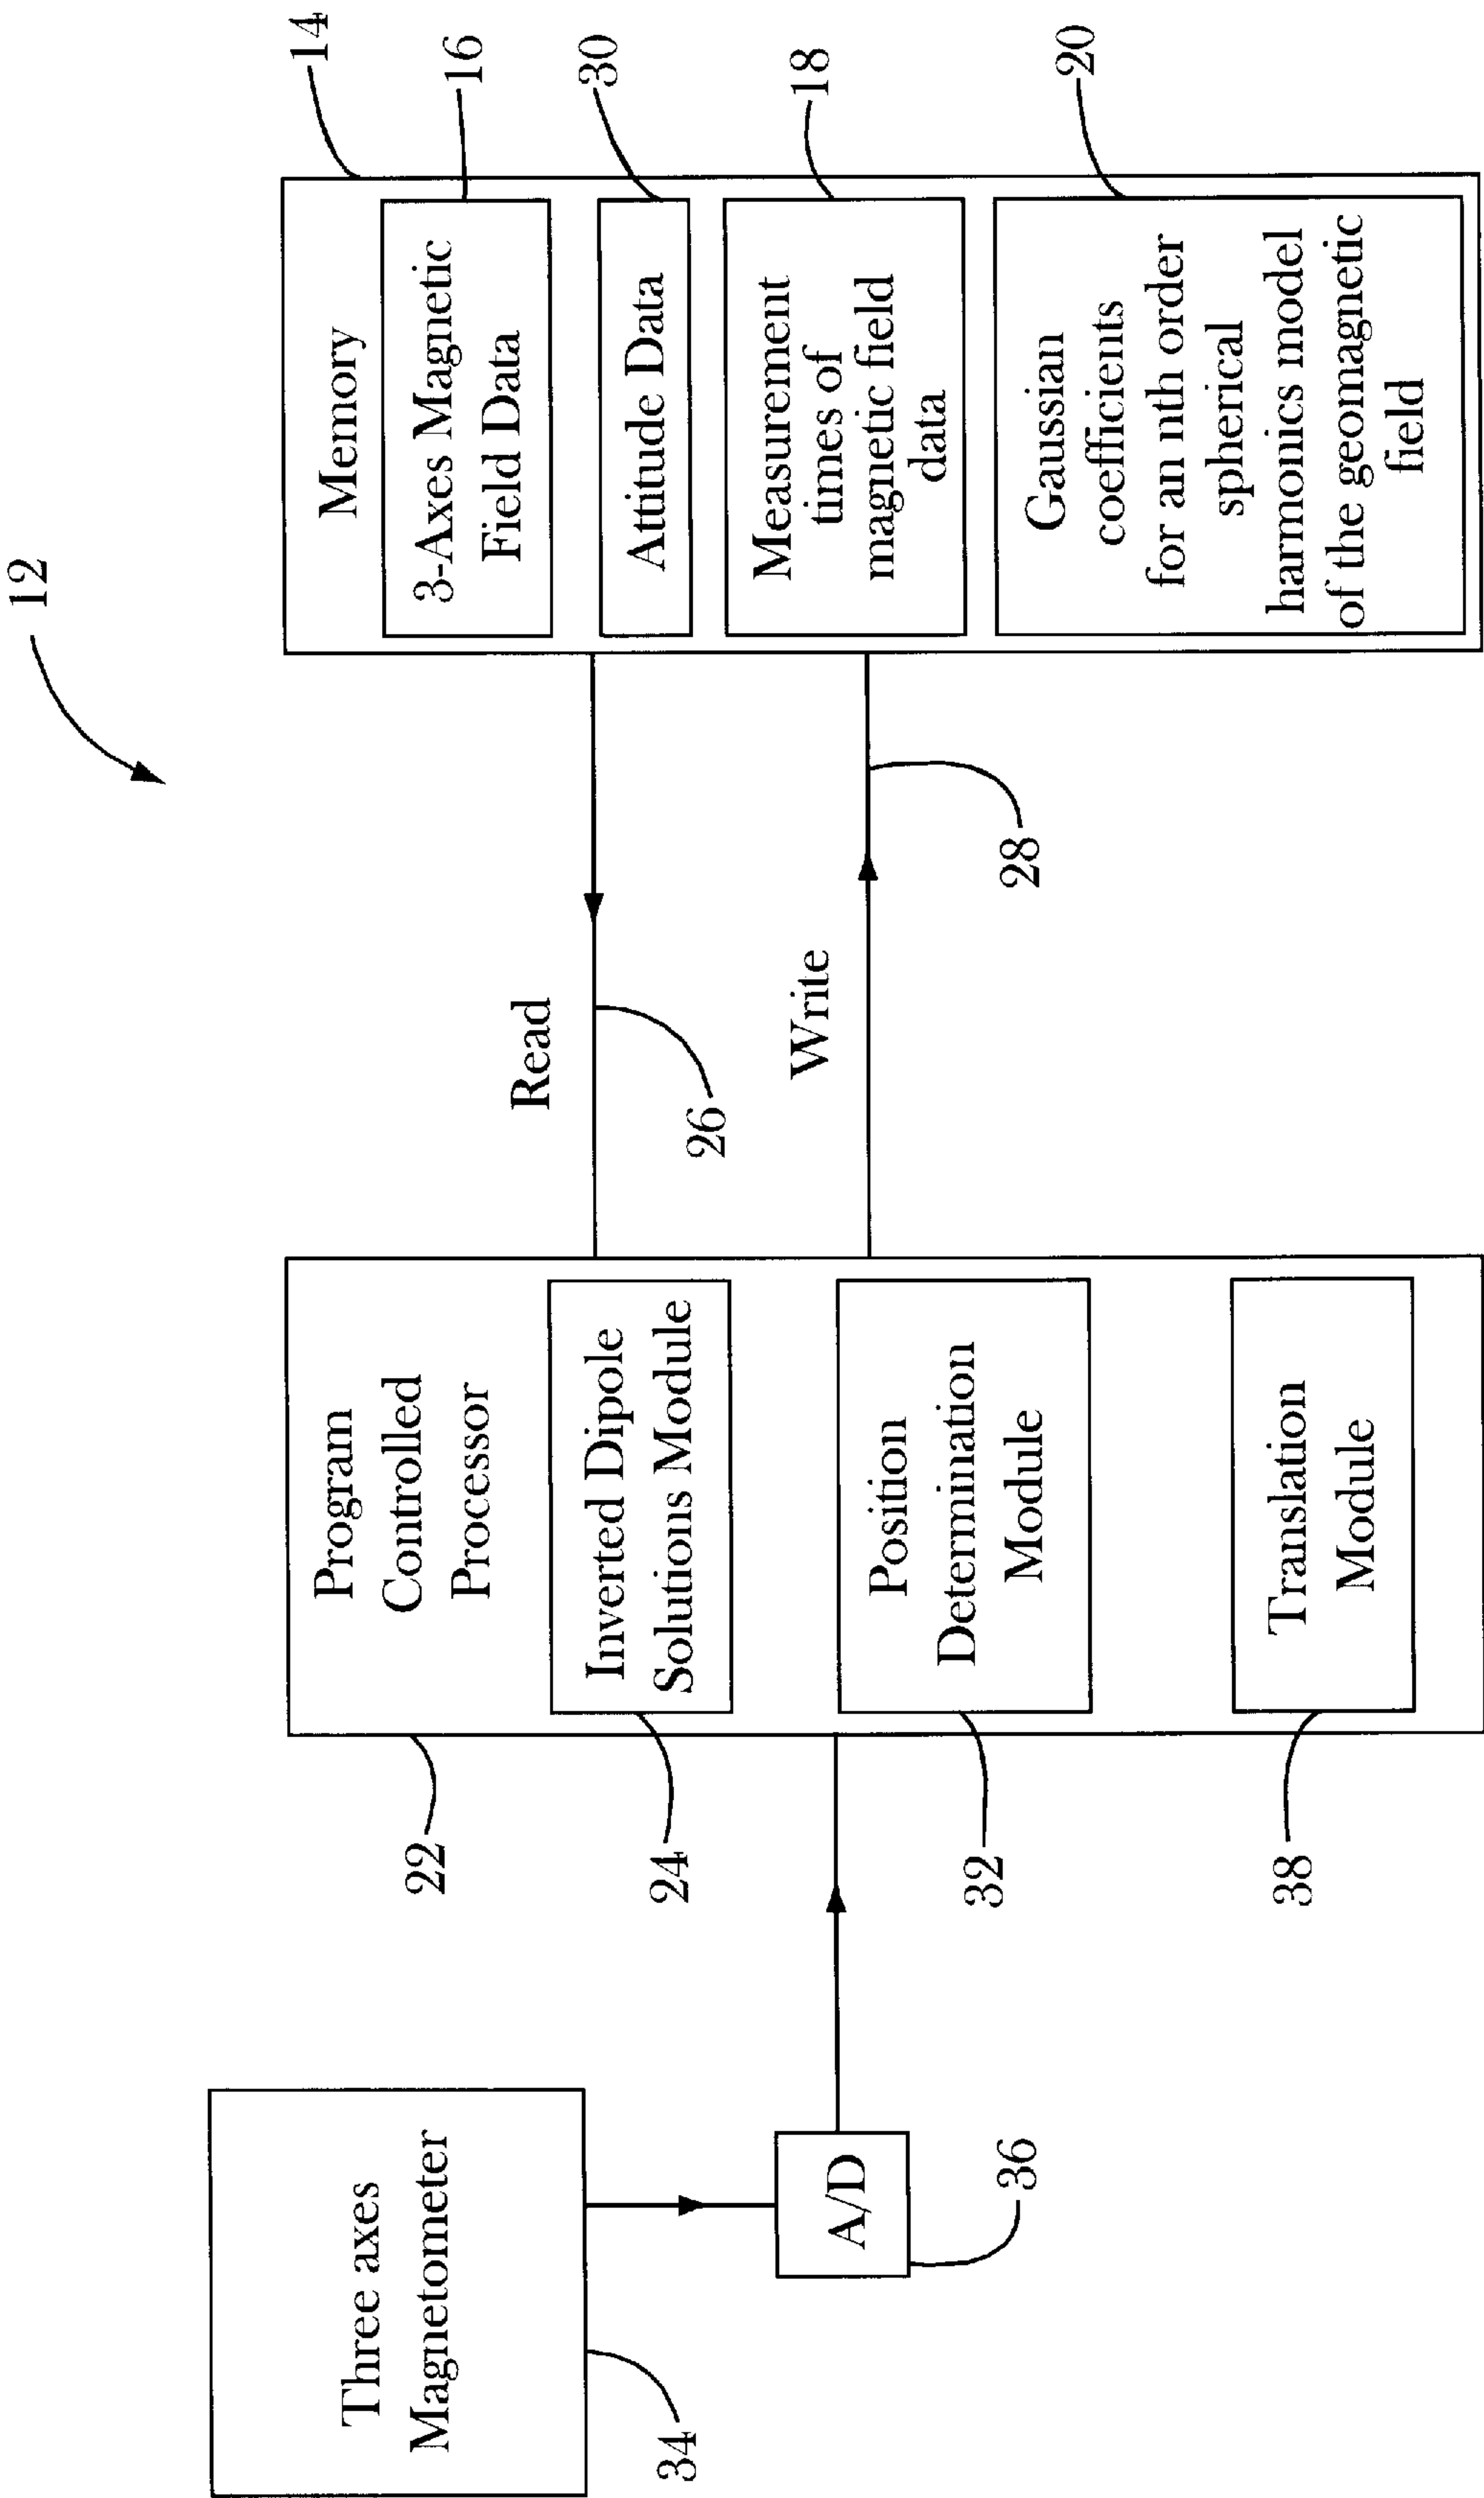 12
Three axes
Magnetometer
34
A/D
36
22
Program
Controlled
Processor
24
Inverted Dipole
Solutions Module
32
Position
Determination
Module
38
Translation
Module
Read
26
Write
28
14
Memory
16
3-Axes Magnetic
Field Data
30
Attitude Data
18
Measurement
times of
magnetic field
data
20
Gaussian
coefficients
for an nth order
spherical
harmonics model
of the geomagnetic
field